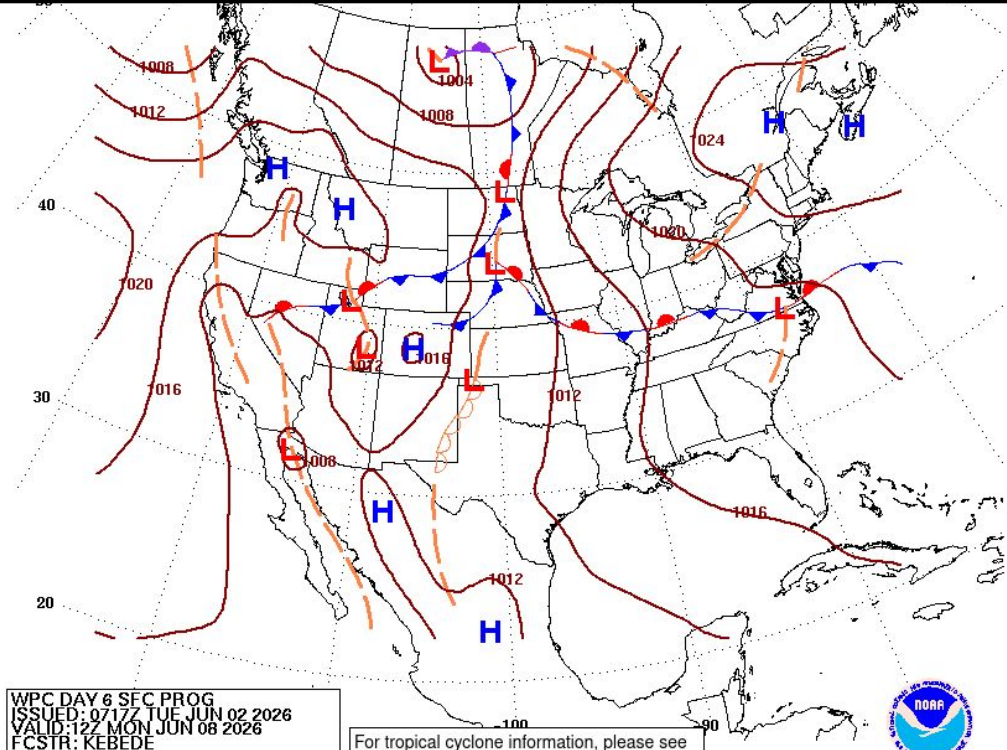 1008
1004
1012
1008
024
40
1020
1020
1016
1012
1016
30
1012
1008
1016
1012
20
WPC DAY 6 SFC PROG
ISSUED: 0717Z TUE JUN 02 2026
VALID:12Z MON JUN 08 2026
FCSTR: KEBEDE
-100
-90
For tropical cyclone information, please see
NOAA
L
H
H
H
L
H
L
L
L
L
H
L
L
H
H